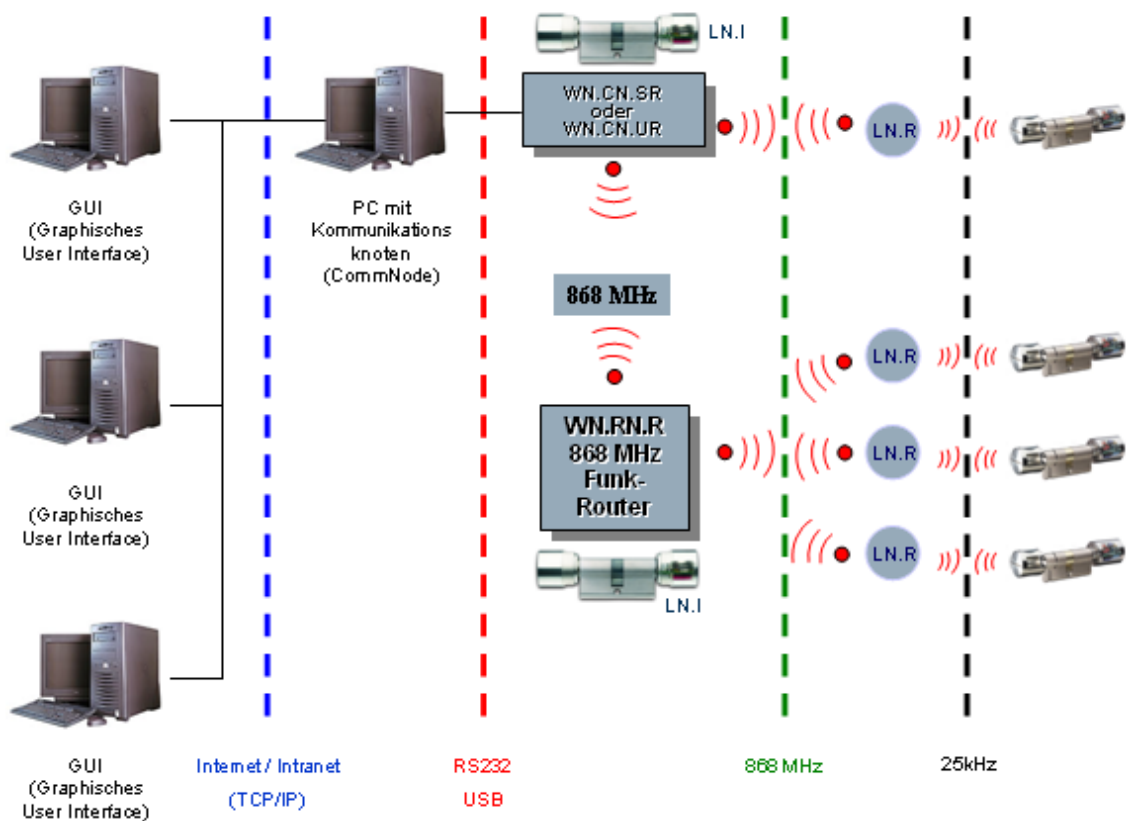 LN.I
WN.CN.SR
oder
WN.CN.UR
LN.R
GUI
(Graphisches
User Interface)
PC mit
Kommunikations
knoten
(CommNode)
868 MHz
LN.R
WN.RN.R
868 MHz
Funk-
Router
LN.R
GUI
(Graphisches
User Interface)
LN.R
LN.I
GUI
(Graphisches
User Interface)
Internet / Intranet
(TCP/IP)
RS232
USB
868 MHz
25kHz